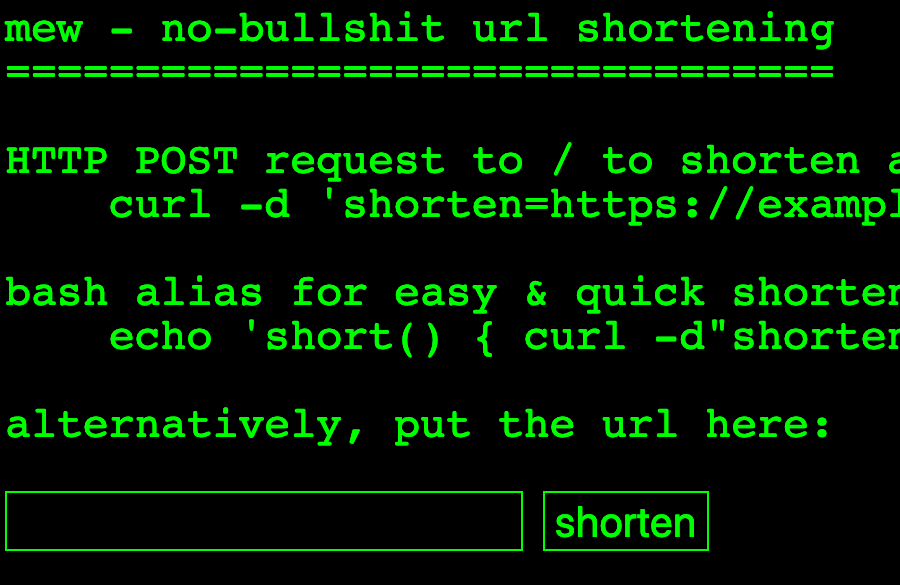 mew - no-bullshit url shortening
================================
HTTP POST request to / to shorten a
curl -d 'shorten=https://exampl
bash alias for easy & quick shorten
echo 'short() { curl -d"shorten
alternatively, put the url here:
shorten